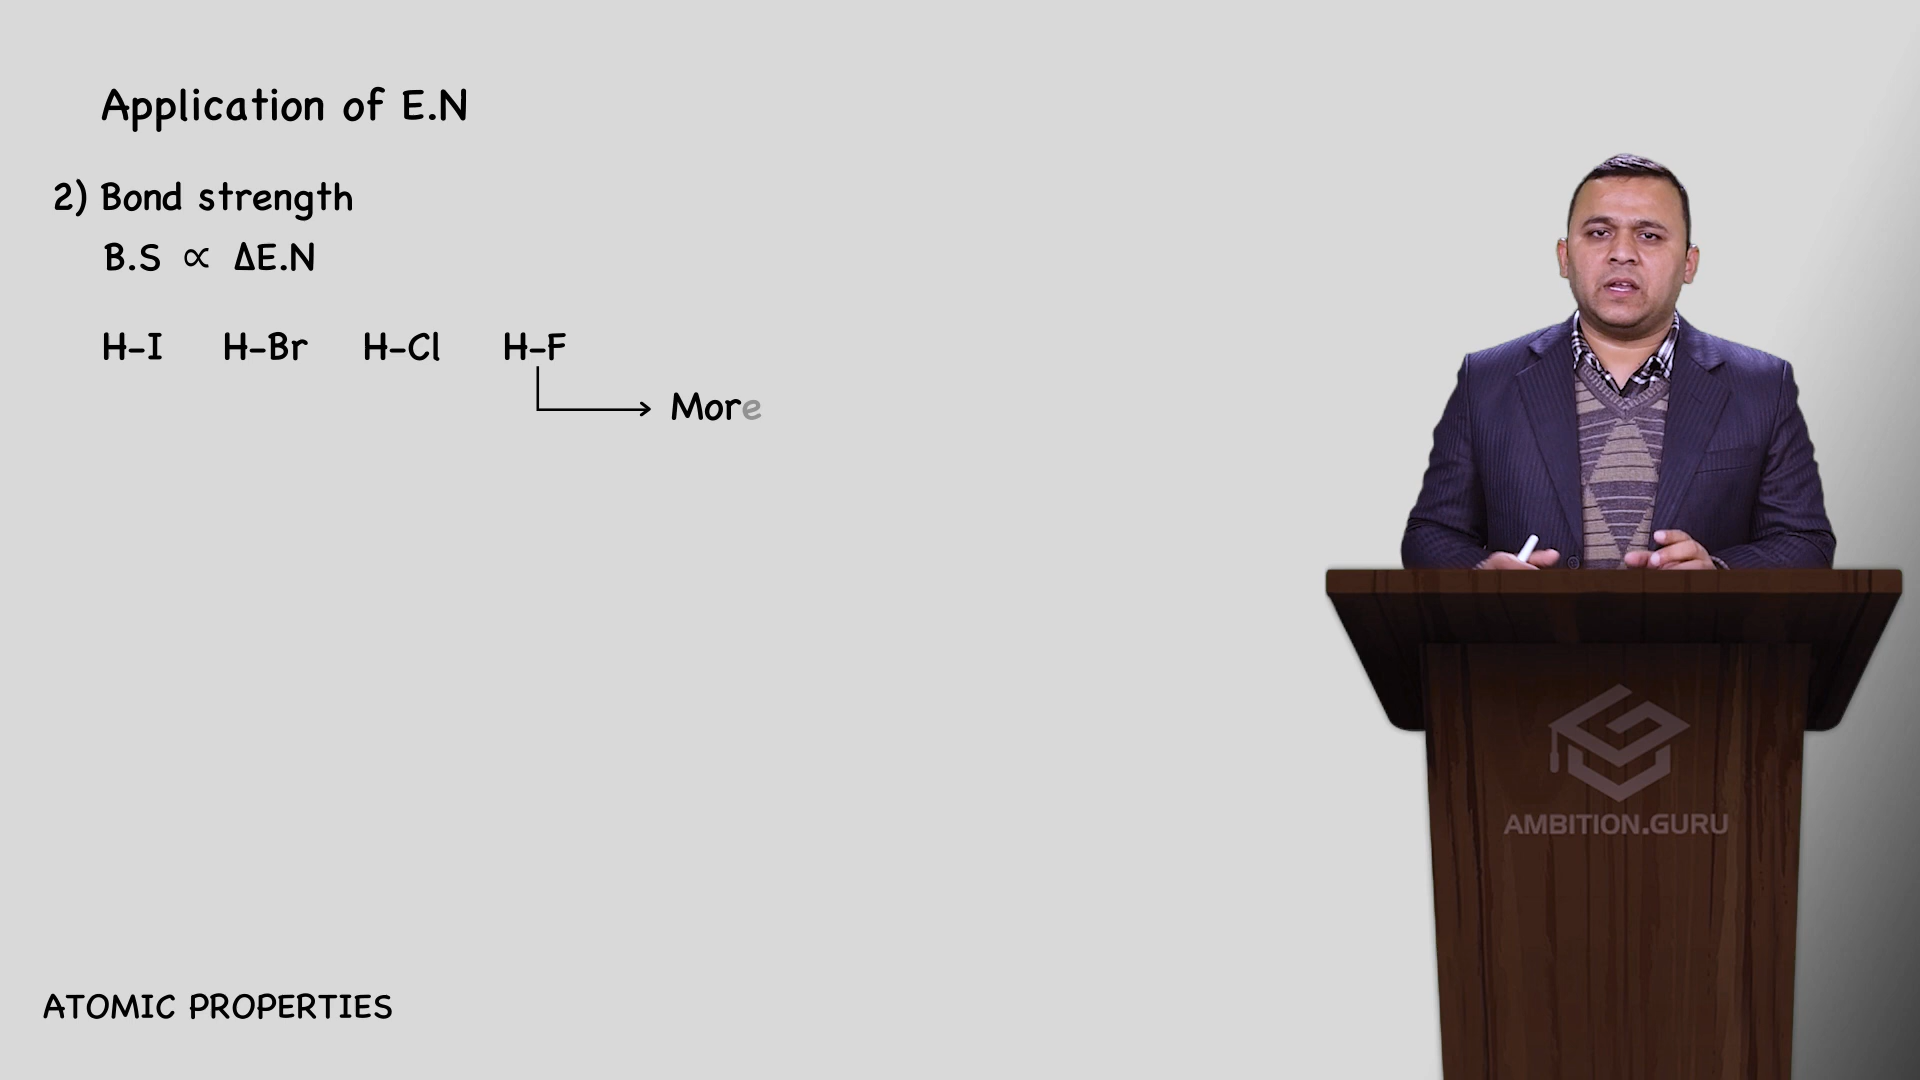 Application of E.N
2) Bond strength
B.S ∝ ΔE.N
H-I H-Br H-Cl H-F
More
AMBITION.GURU
ATOMIC PROPERTIES